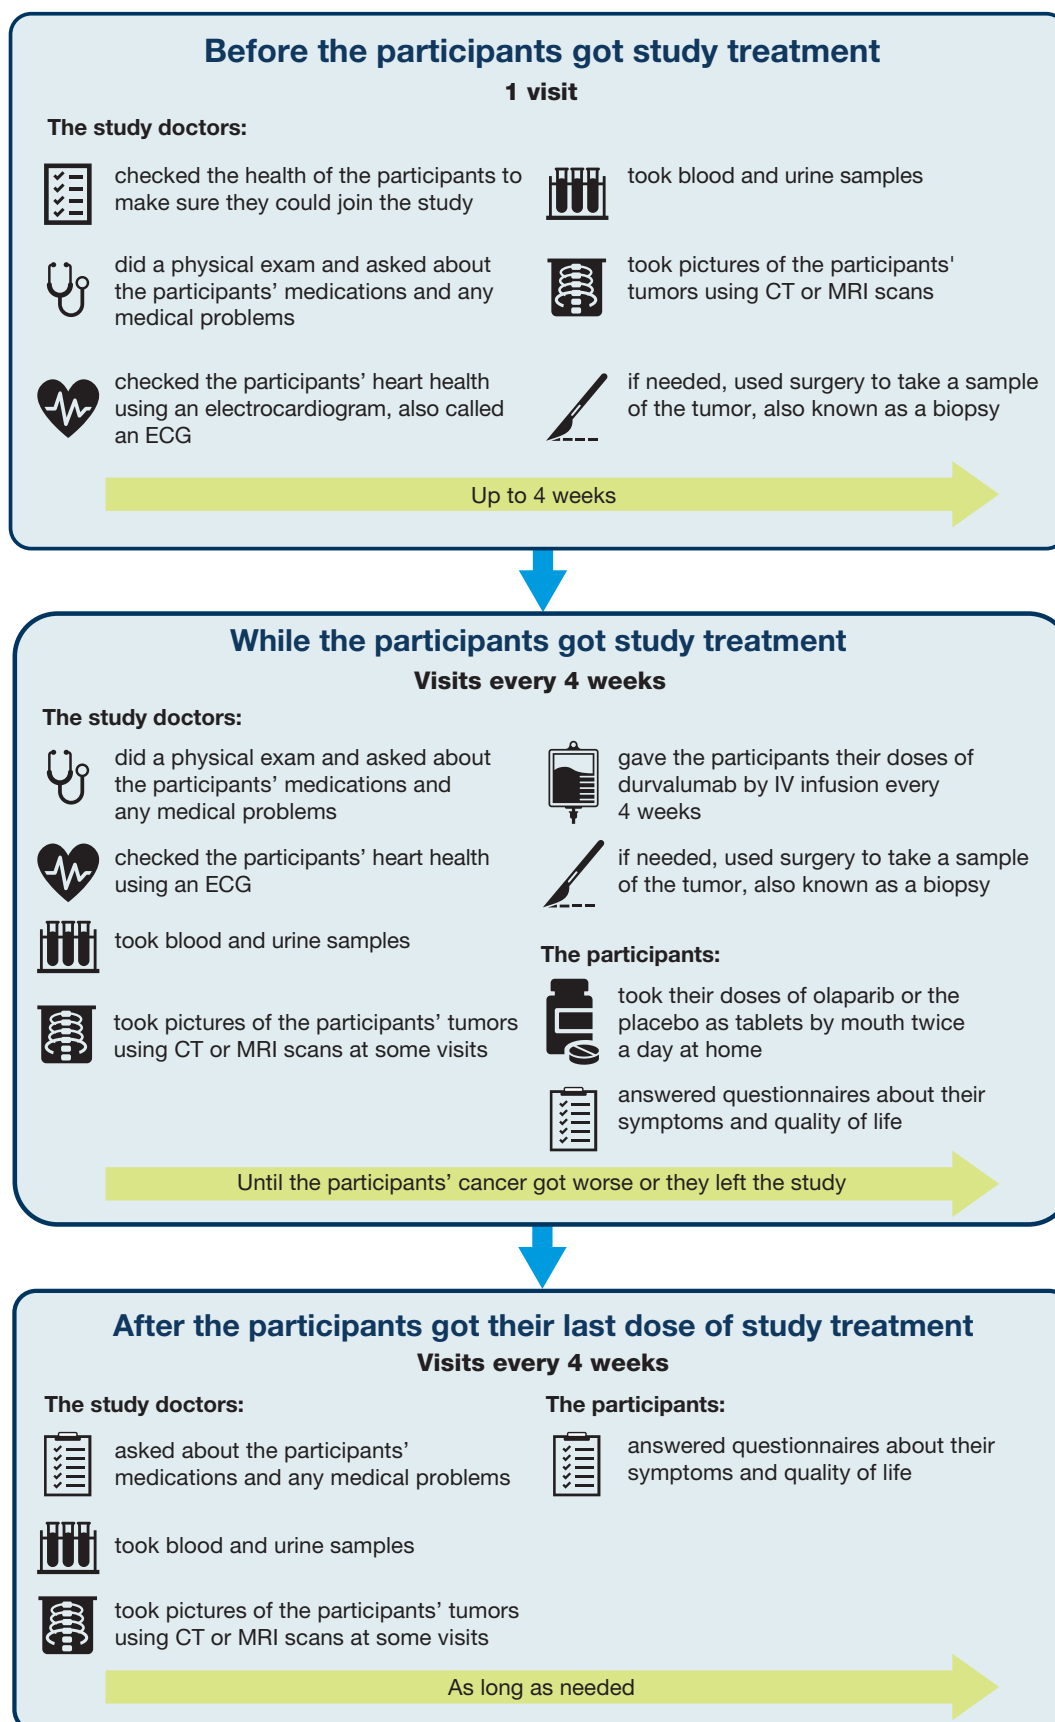 Before the participants got study treatment
1 visit
The study doctors:
checked the health of the participants to
make sure they could join the study
did a physical exam and asked about
the participants’ medications and any
medical problems
checked the participants’ heart health
using an electrocardiogram, also called
an ECG
took blood and urine samples
took pictures of the participants'
tumors using CT or MRI scans
if needed, used surgery to take a sample
of the tumor, also known as a biopsy
Up to 4 weeks
While the participants got study treatment
Visits every 4 weeks
The study doctors:
did a physical exam and asked about
the participants’ medications and
any medical problems
checked the participants’ heart health
using an ECG
took blood and urine samples
took pictures of the participants’ tumors
using CT or MRI scans at some visits
gave the participants their doses of
durvalumab by IV infusion every
4 weeks
if needed, used surgery to take a sample
of the tumor, also known as a biopsy
The participants:
took their doses of olaparib or the
placebo as tablets by mouth twice
a day at home
answered questionnaires about their
symptoms and quality of life
Until the participants’ cancer got worse or they left the study
After the participants got their last dose of study treatment
Visits every 4 weeks
The study doctors:
asked about the participants’
medications and any medical problems
took blood and urine samples
took pictures of the participants’ tumors
using CT or MRI scans at some visits
The participants:
answered questionnaires about their
symptoms and quality of life
As long as needed